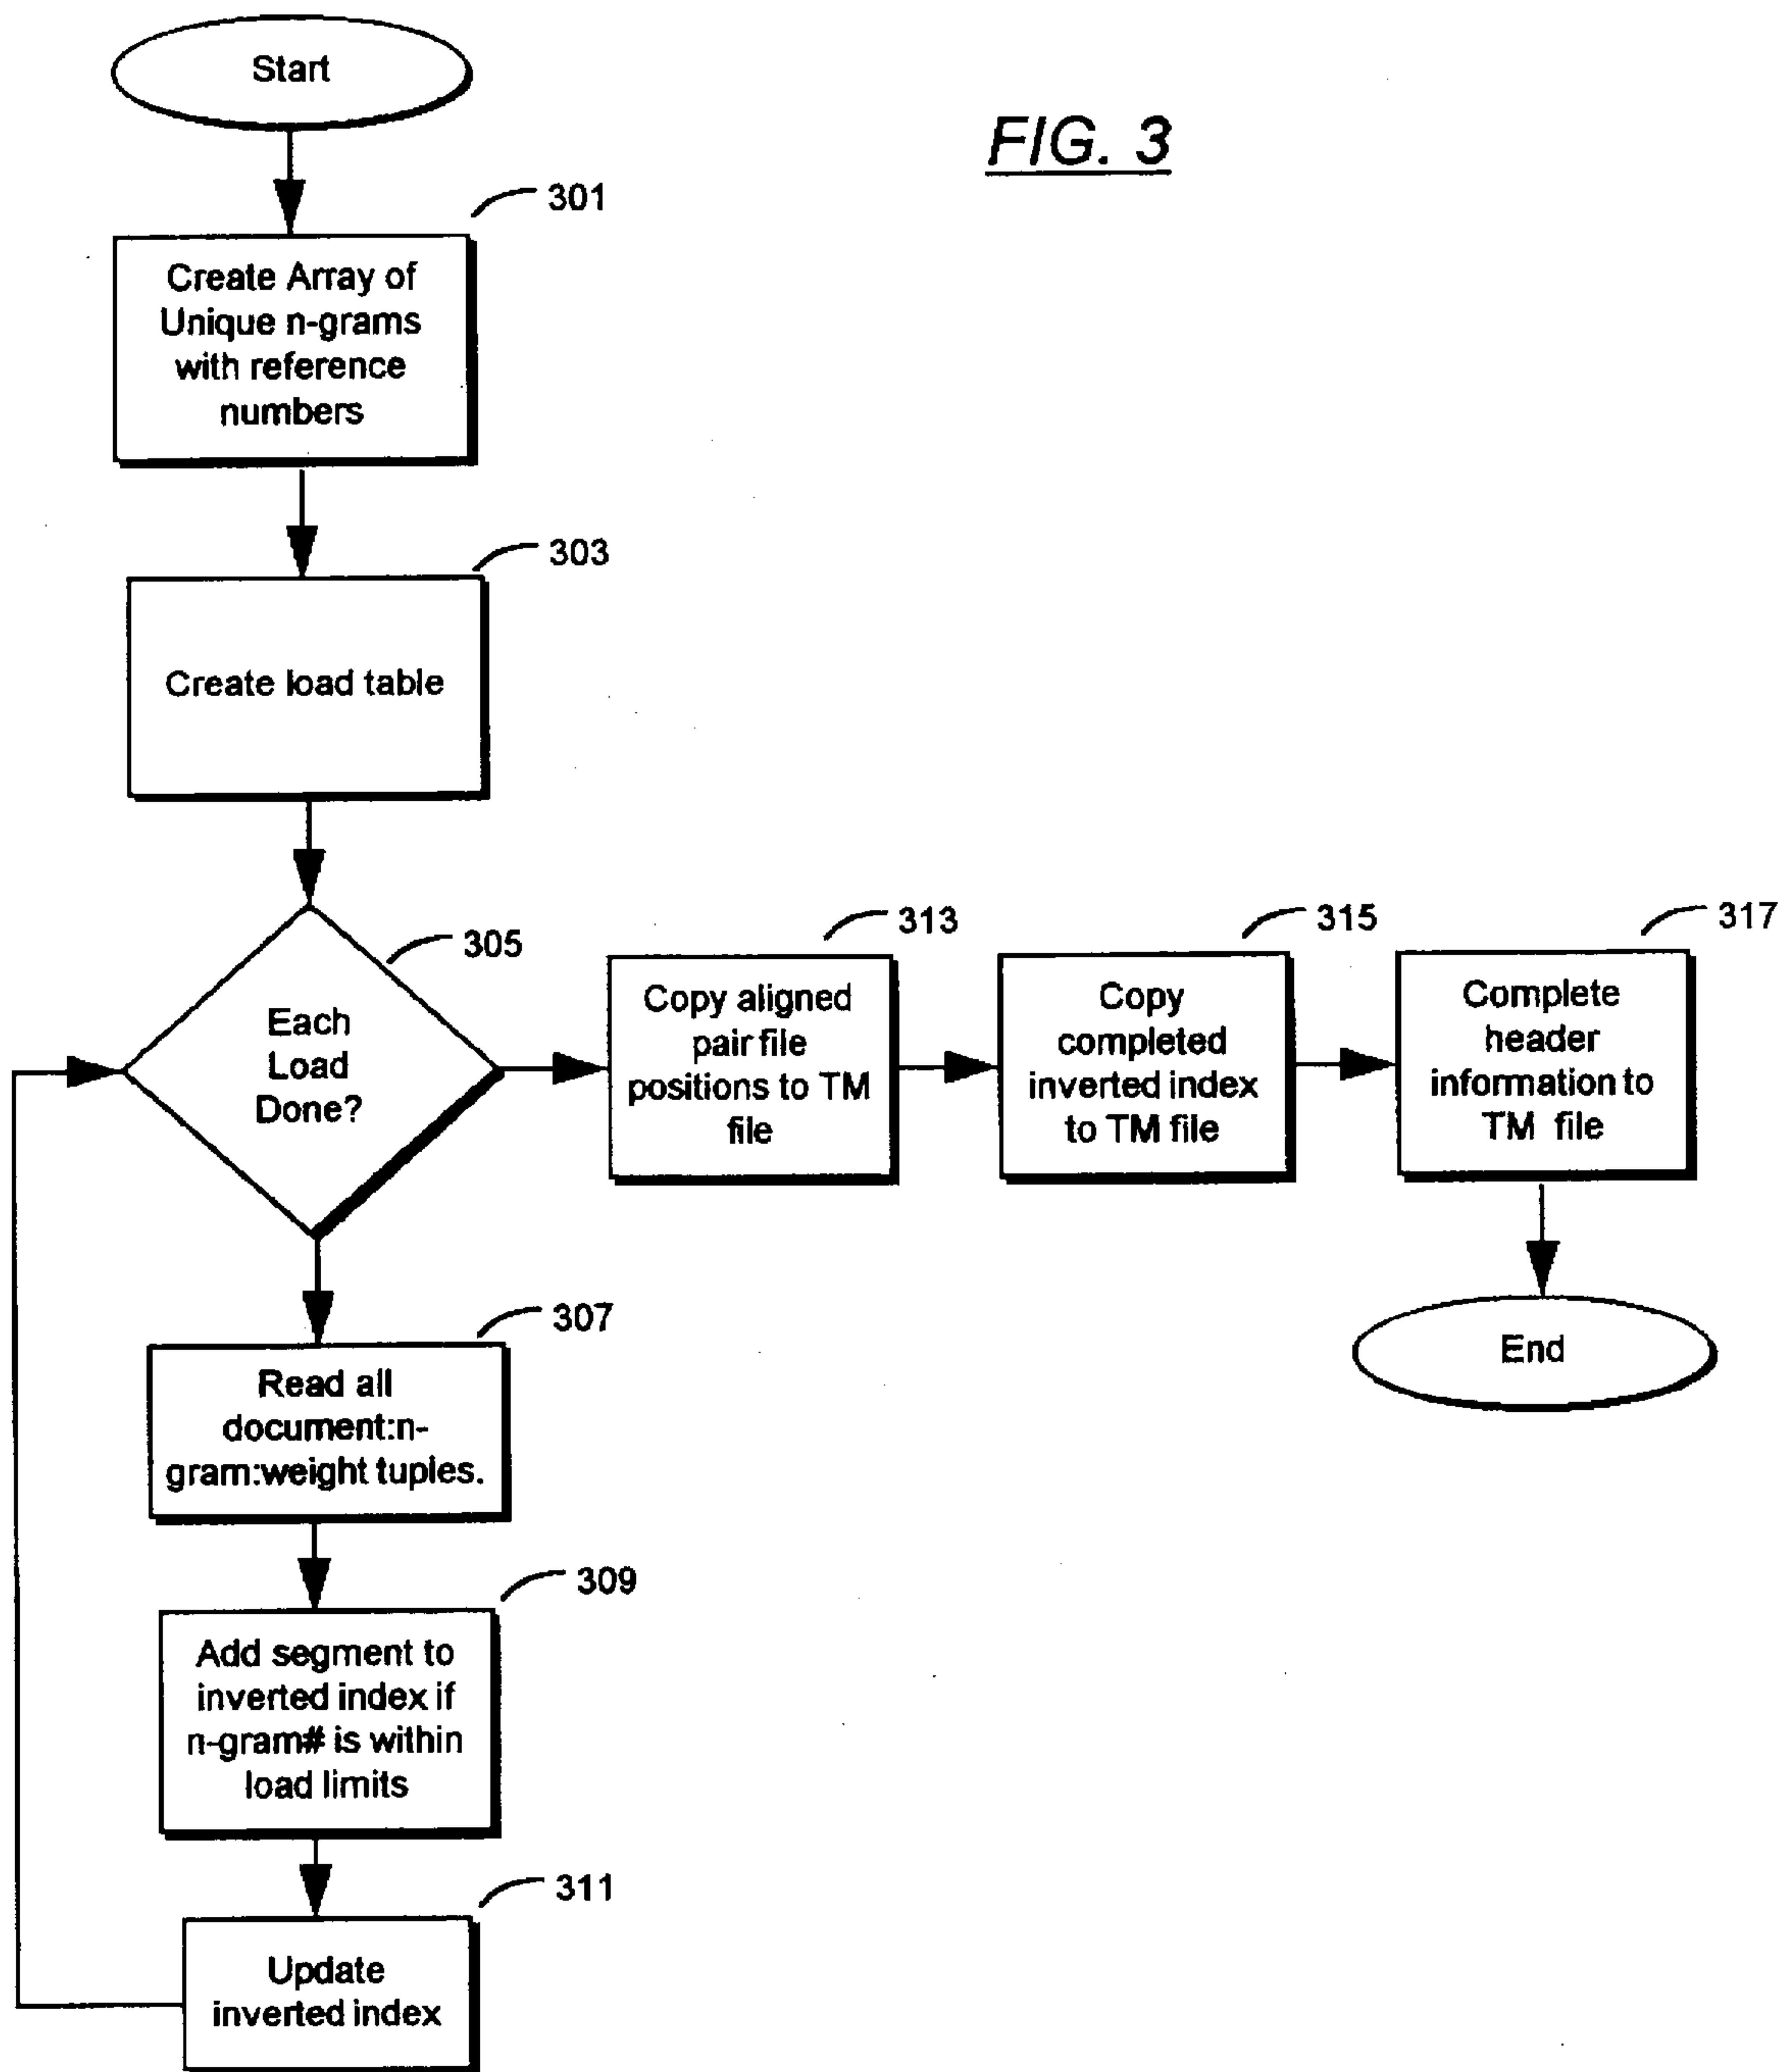 Start
FIG. 3
301
Create Array of
Unique n-grams
with reference
numbers
303
Create load table
305
Each
Load
Done?
313
Copy aligned
pair file
positions to TM
file
315
Copy
completed
inverted index
to TM file
317
Complete
header
information to
TM file
End
307
Read all
document:n-
gram:weight tuples.
309
Add segment to
inverted index if
n-gram# is within
load limits
311
Update
inverted index